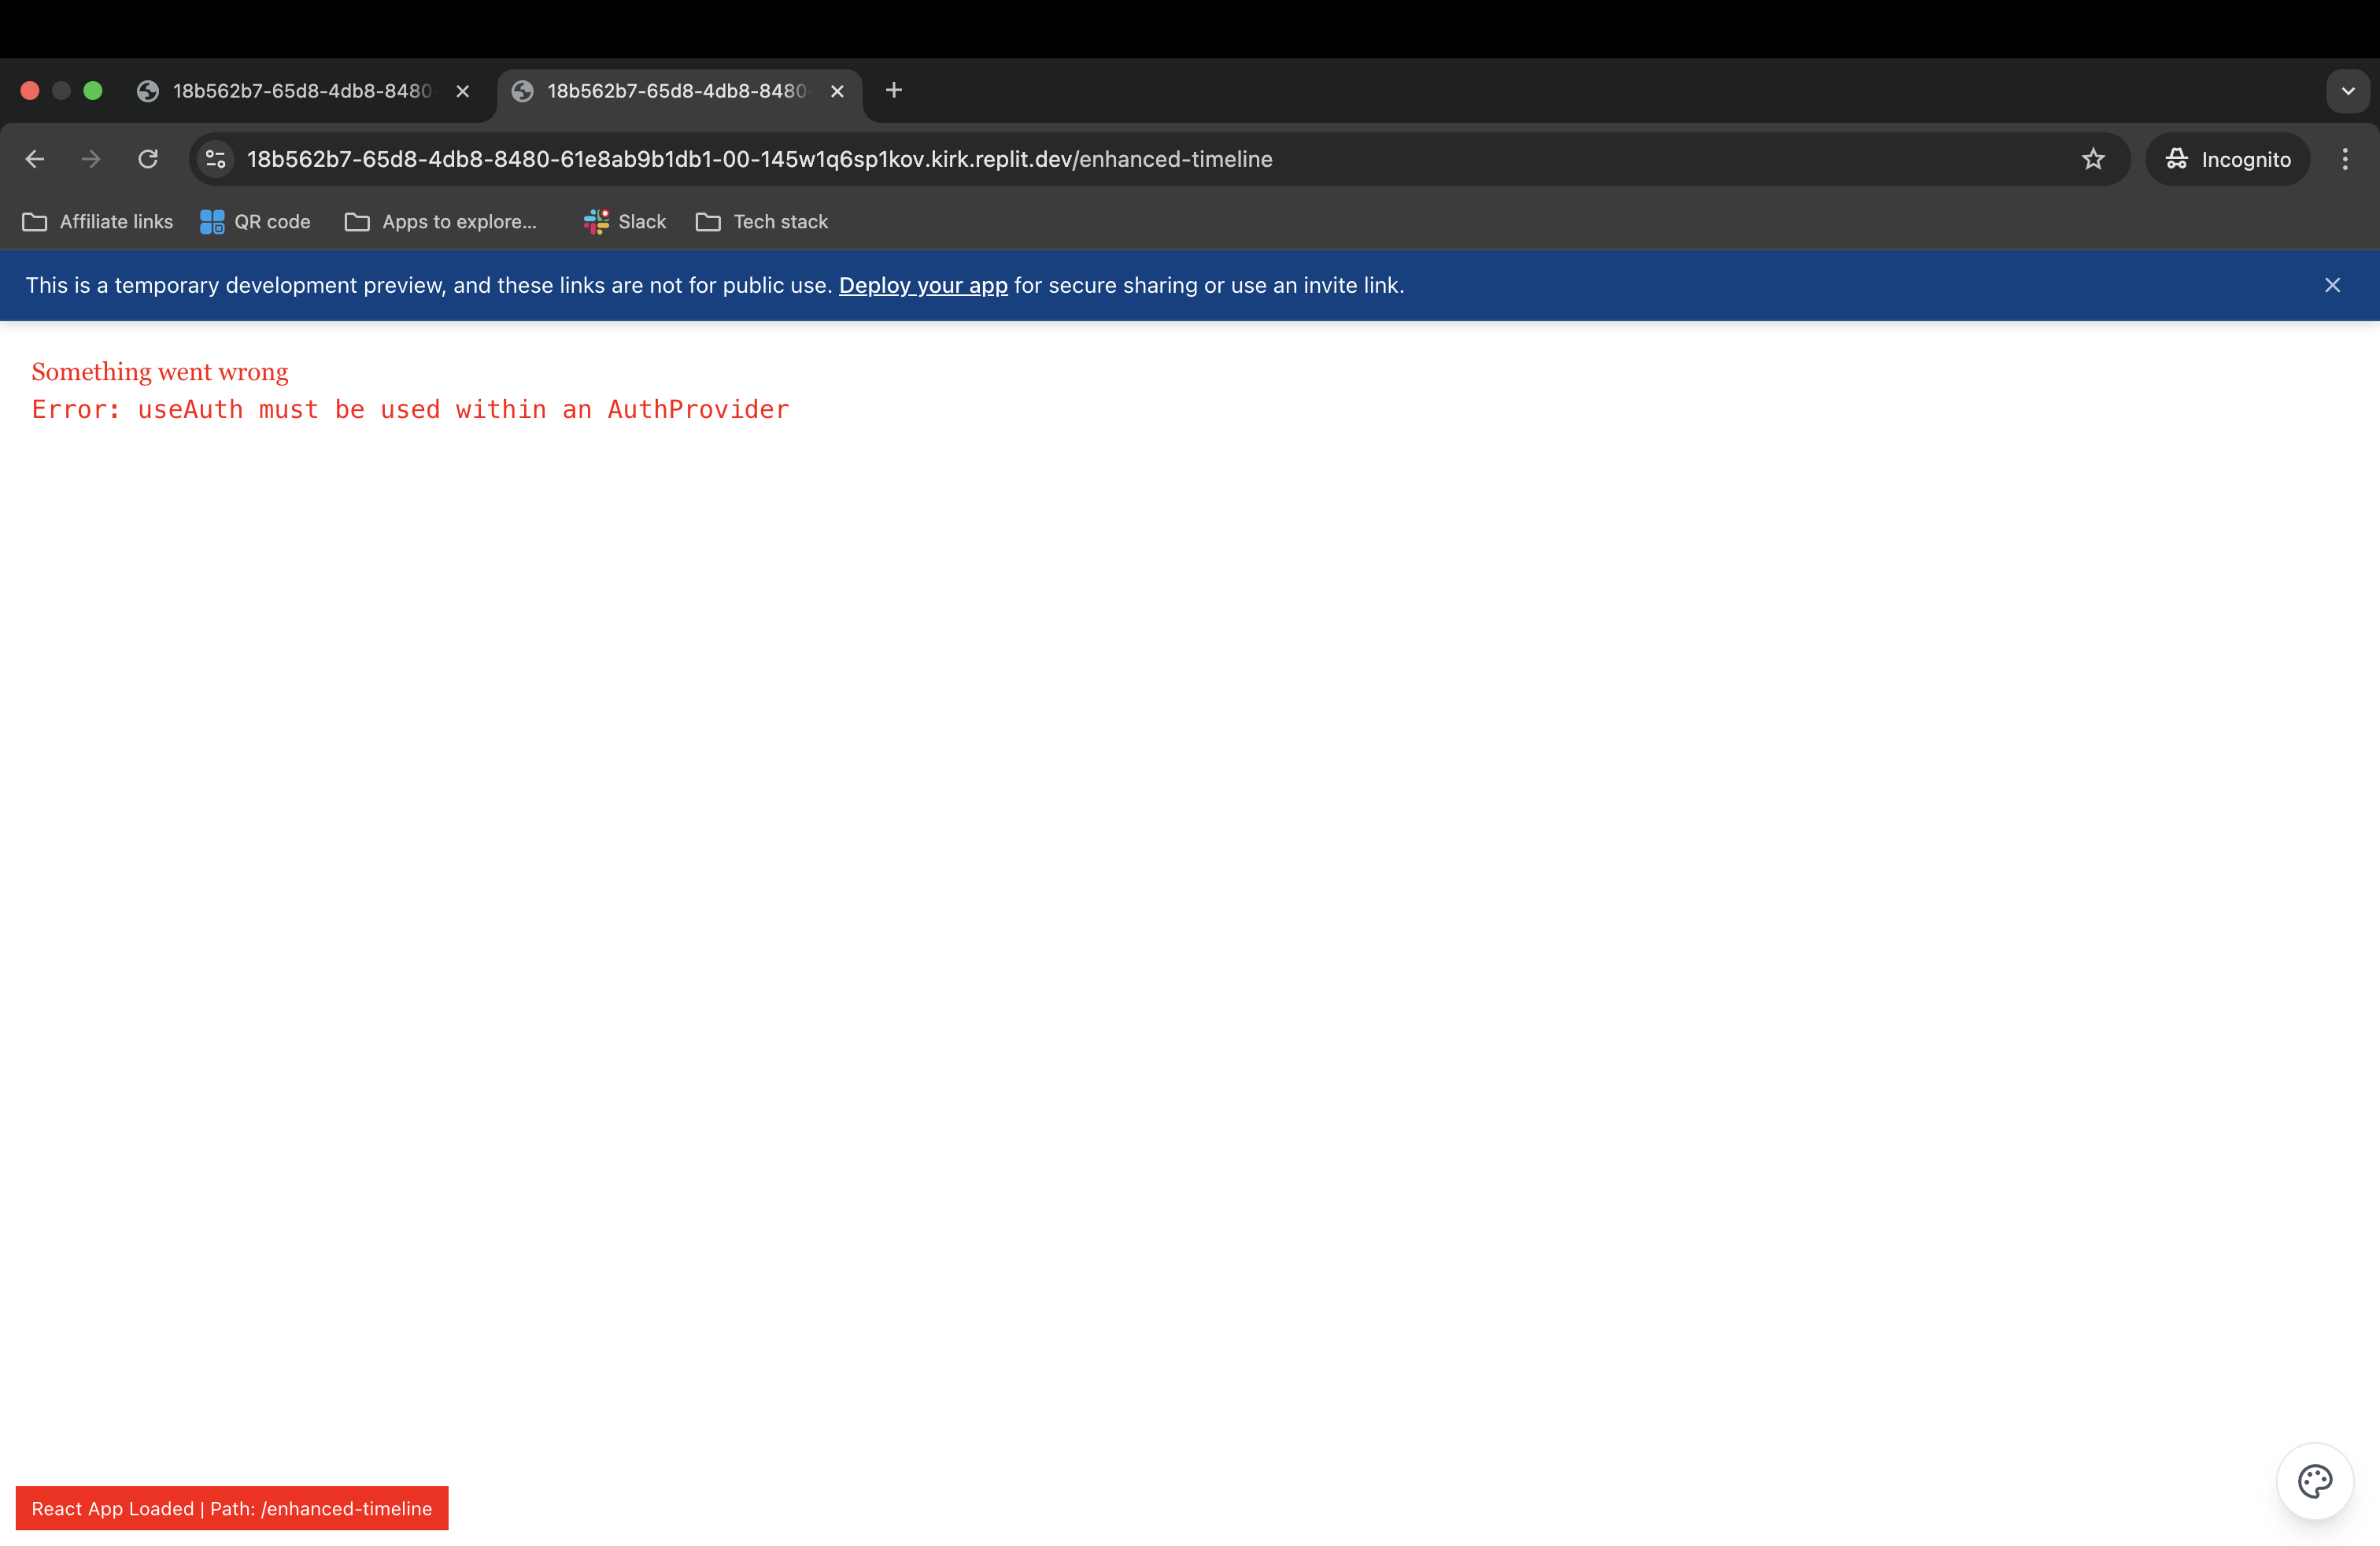 18b562b7-65d8-4db8-8480
18b562b7-65d8-4db8-8480
18b562b7-65d8-4db8-8480-61e8ab9b1db1-00-145w1q6sp1kov.kirk.replit.dev/enhanced-timeline
Incognito
Affiliate links
QR code
Apps to explore...
Slack
Tech stack
This is a temporary development preview, and these links are not for public use. Deploy your app for secure sharing or use an invite link.
Something went wrong
Error: useAuth must be used within an AuthProvider
React App Loaded | Path: /enhanced-timeline